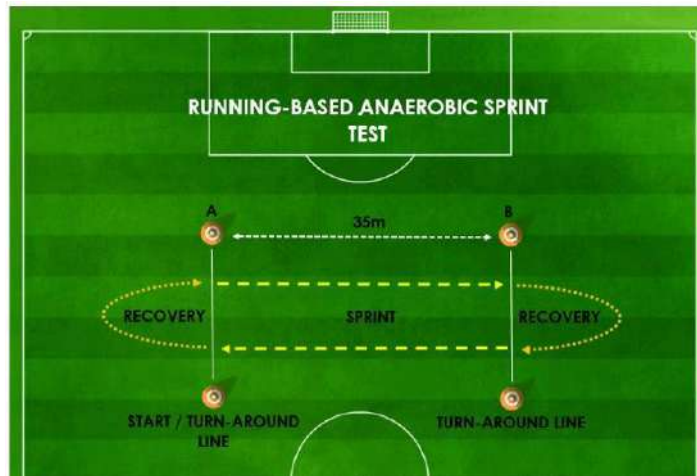 RUNNING-BASED ANAEROBIC SPRINT
TEST
A
35m
B
RECOVERY
SPRINT
RECOVERY
START / TURN-AROUND
LINE
TURN-AROUND LINE